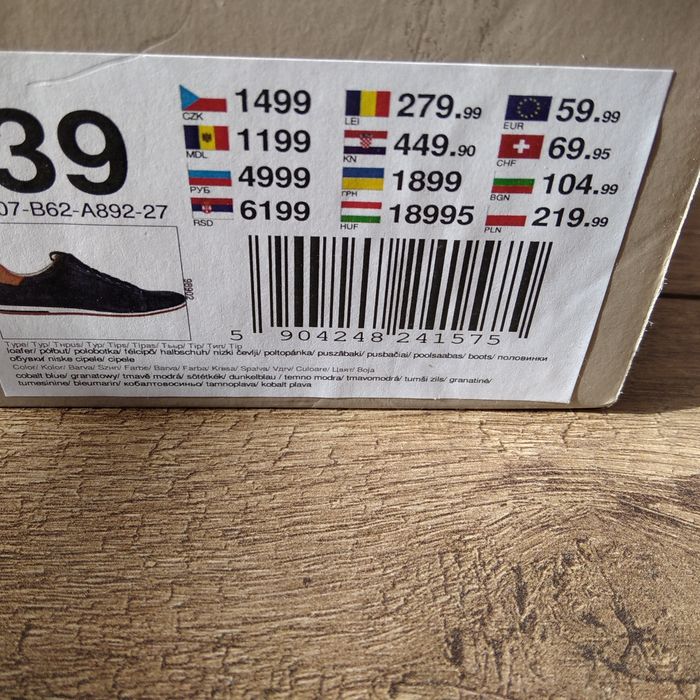 39
07-B62-A892-27
CZK 1499
LEI 279.99
EUR 59.99
MDL 1199
KN 449.90
CHF 69.95
РУБ 4999
ГРН 1899
BGN 104.99
RSD 6199
HUF 18995
PLN 219.99
5 904248 241575
Type/ Typ/ Типus/ Typ/ Tips/ Tipas/ Тип/ Tip
loafer/ półbut/ polobotka/ félcipő/ halbschuh/ nizki čevlji/ poltopánka/ puszābaki/ pusbačiai/ poolsaabas/ boots/ половинки
обувки/ niske cipele/ cipele
Color/ Kolor/ Barva/ Szín/ Farbe/ Barva/ Farba/ Krāsa/ Spalva/ Värv/ Culoare/ Цвят/ Boja
cobalt blue/ granatowy/ tmavě modrá/ sötétkék/ dunkelblau/ temno modra/ tmavomodrá/ tumši zils/ granatinė/
tumesinine/ bleumarin/ кобалтовосиньо/ tamnoplava/ kobalt plava